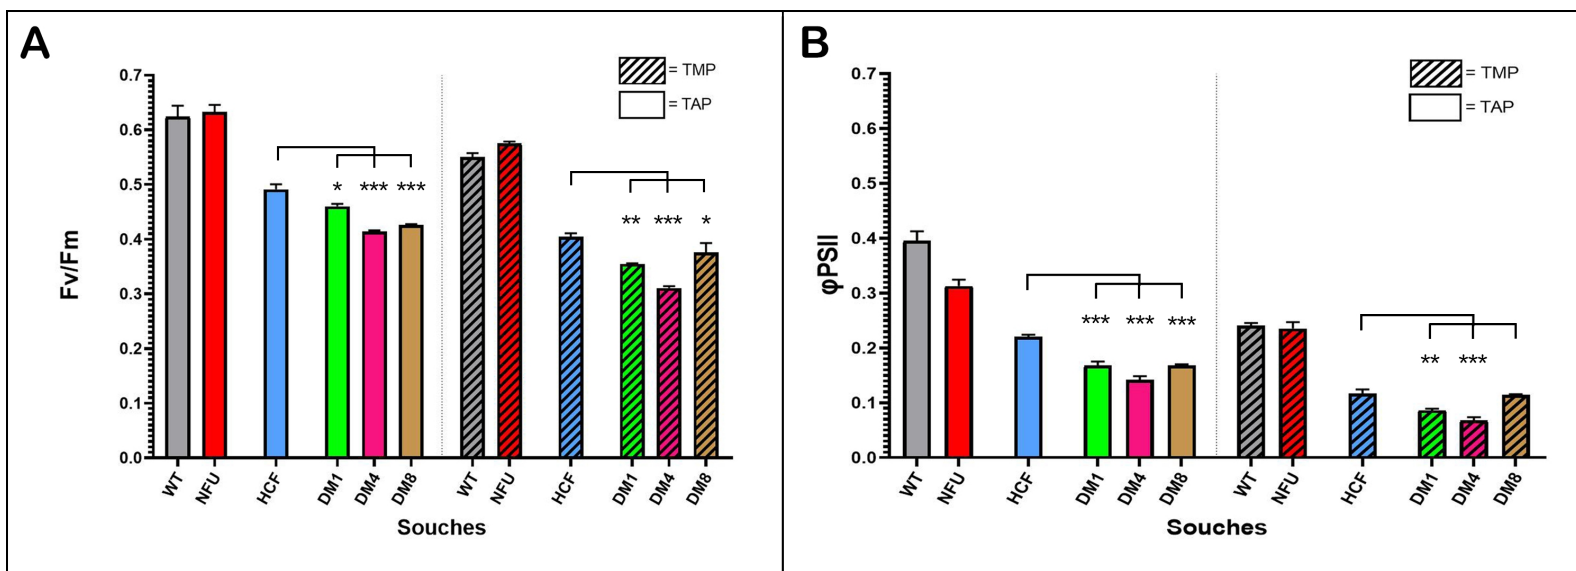 A
= TMP
= TAP
Fv/Fm
0.7
0.6
0.5
0.4
0.3
0.2
0.1
0.0
* *** ***
** *** *
WT NFU HCF DM1 DM4 DM8 WT NFU HCF DM1 DM4 DM8
Souches
B
= TMP
= TAP
φPSII
0.7
0.6
0.5
0.4
0.3
0.2
0.1
0.0
*** *** ***
** ***
WT NFU HCF DM1 DM4 DM8 WT NFU HCF DM1 DM4 DM8
Souches